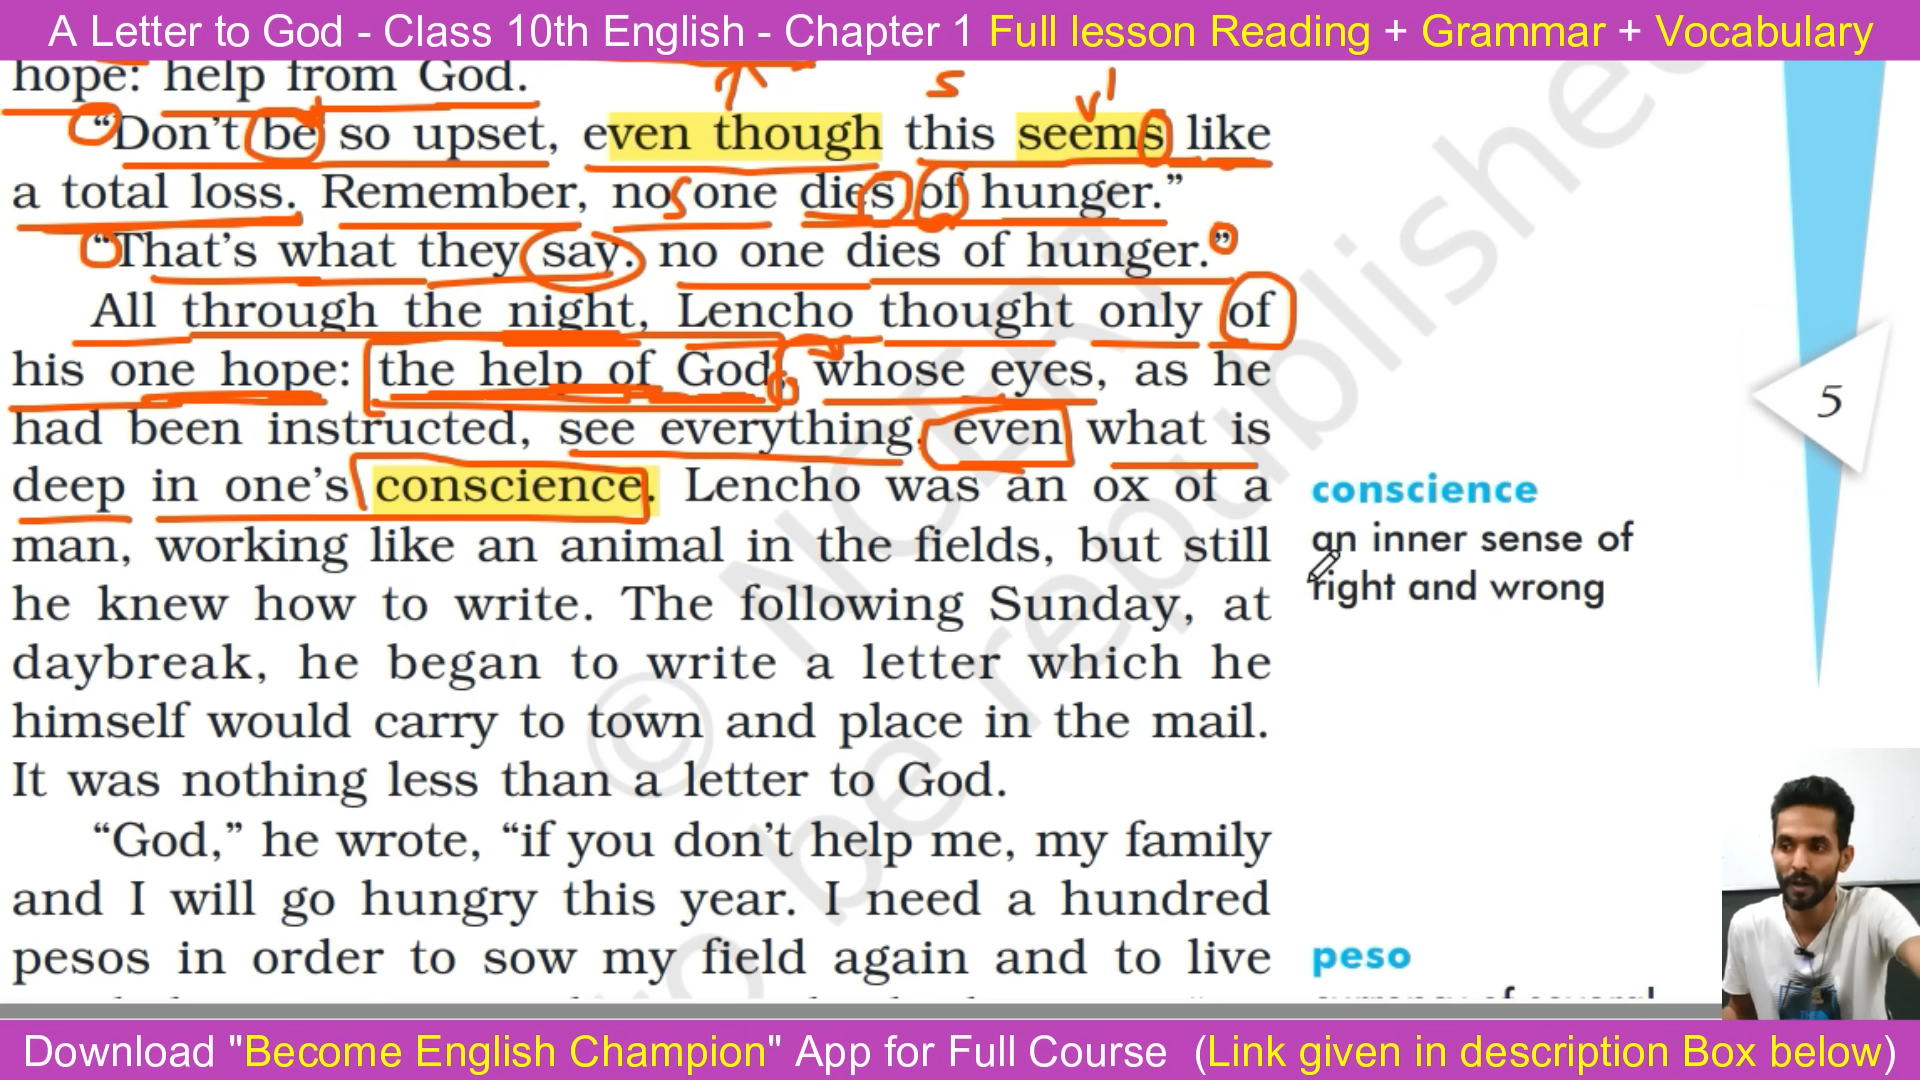 A Letter to God - Class 10th English - Chapter 1 Full lesson Reading + Grammar + Vocabulary
hope: help from God.
S V 1
“Don’t be so upset, even though this seems like
a total loss. Remember, no one dies of hunger.”
S
“That’s what they say: no one dies of hunger.”
All through the night, Lencho thought only of
his one hope: the help of God, whose eyes, as he
had been instructed, see everything, even what is
deep in one’s conscience. Lencho was an ox of a
man, working like an animal in the fields, but still
he knew how to write. The following Sunday, at
daybreak, he began to write a letter which he
himself would carry to town and place in the mail.
It was nothing less than a letter to God.
“God,” he wrote, “if you don’t help me, my family
and I will go hungry this year. I need a hundred
pesos in order to sow my field again and to live
5
conscience
an inner sense of
right and wrong
peso
currency of several
© NCERT
be republished
Download "Become English Champion" App for Full Course (Link given in description Box below)